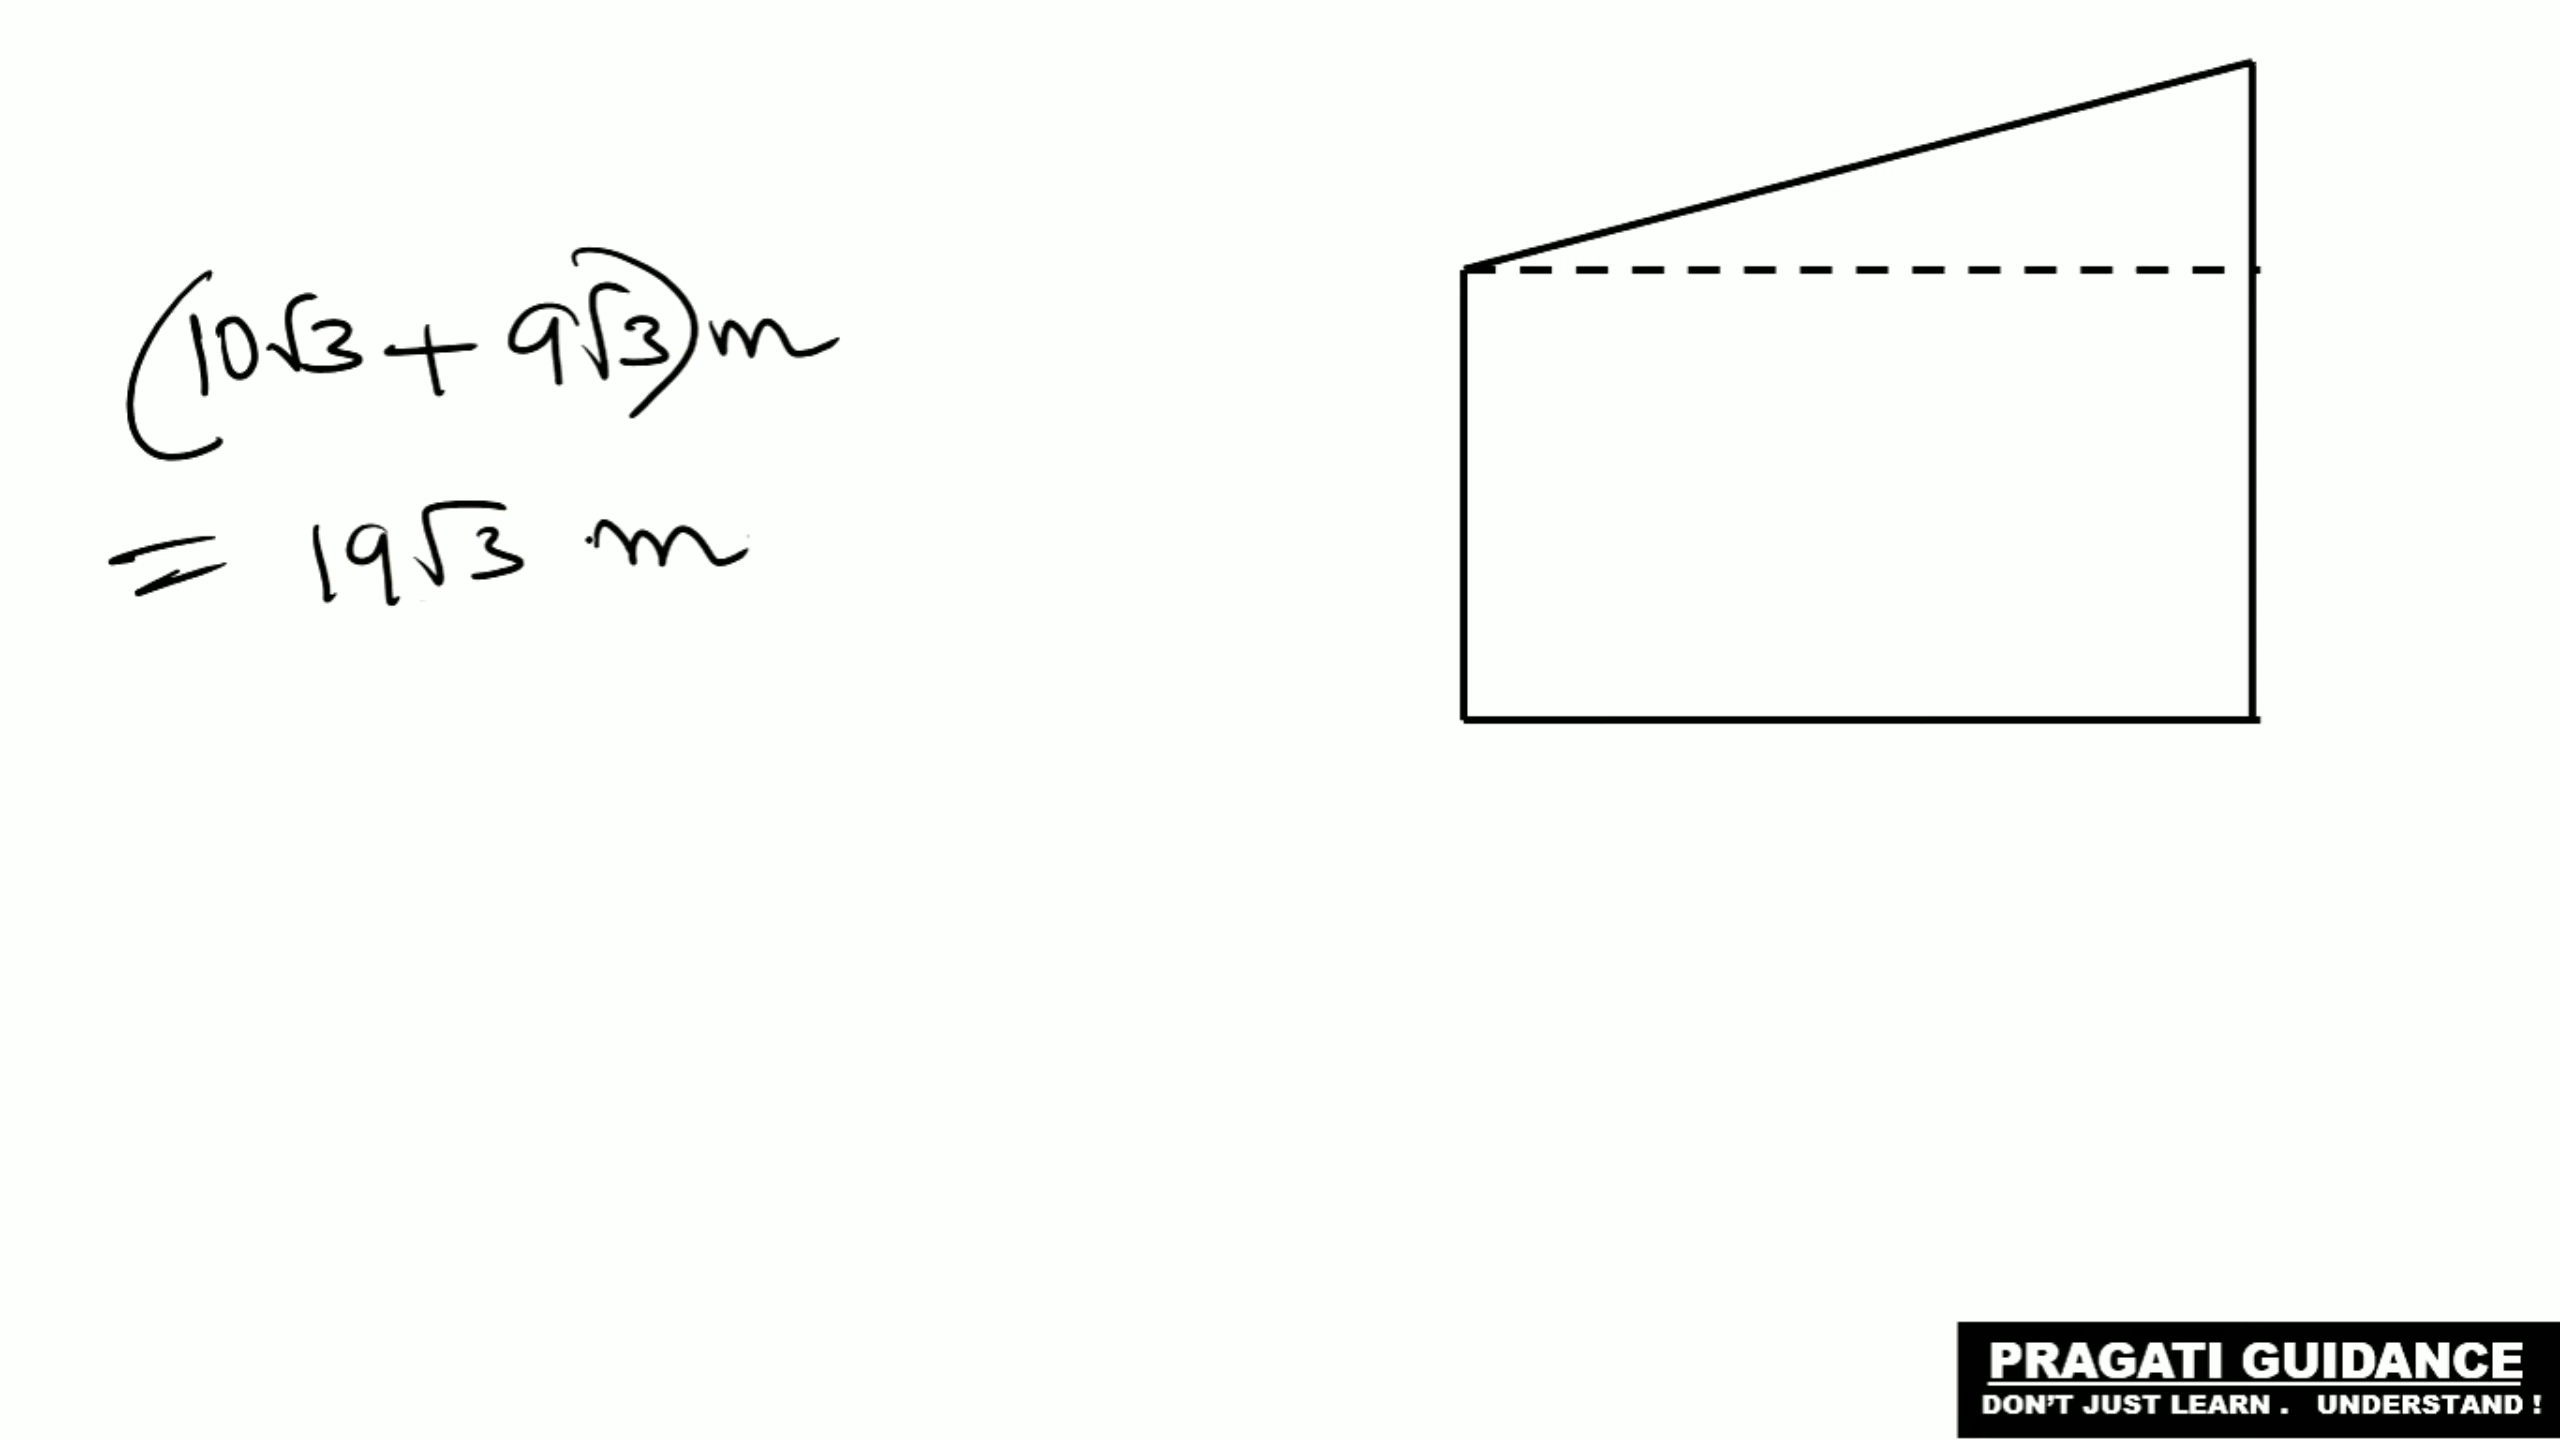 (10√3 + 9√3) m
= 19√3 m
PRAGATI GUIDANCE
DON'T JUST LEARN . UNDERSTAND !